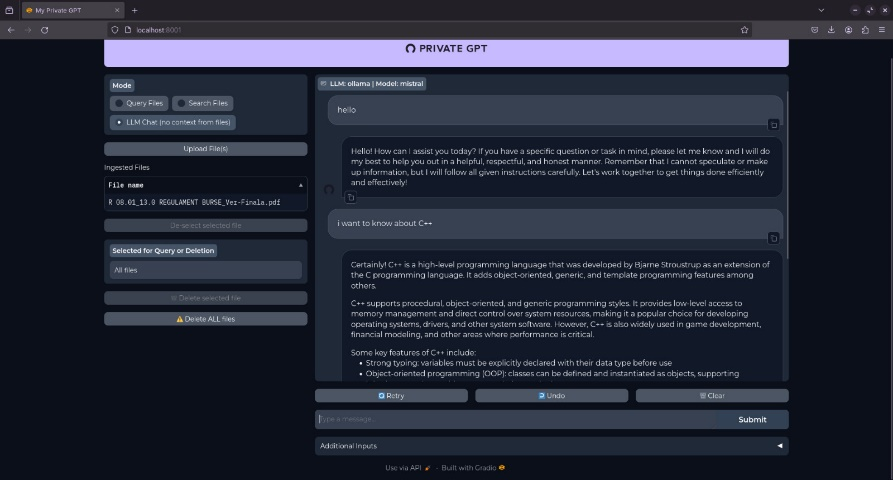 My Private GPT
localhost:8001
PRIVATE GPT
Mode
Query Files
Search Files
LLM Chat (no context from files)
Upload File(s)
Ingested Files
File name
R 08.01_13.0 REGULAMENT BURSE_Ver-Finala.pdf
De-select selected file
Selected for Query or Deletion
All files
Delete selected file
Delete ALL files
LLM: ollama | Model: mistral
hello
Hello! How can I assist you today? If you have a specific question or task in mind, please let me know and I will do
my best to help you out in a helpful, respectful, and honest manner. Remember that I cannot speculate or make
up information, but I will follow all given instructions carefully. Let's work together to get things done efficiently
and effectively!
i want to know about C++
Certainly! C++ is a high-level programming language that was developed by Bjarne Stroustrup as an extension of
the C programming language. It adds object-oriented, generic, and template programming features among
others.
C++ supports procedural, object-oriented, and generic programming styles. It provides low-level access to
memory management and direct control over system resources, making it a popular choice for developing
operating systems, drivers, and other system software. However, C++ is also widely used in game development,
financial modeling, and other areas where performance is critical.
Some key features of C++ include:
• Strong typing: variables must be explicitly declared with their data type before use
• Object-oriented programming (OOP): classes can be defined and instantiated as objects, supporting
Retry
Undo
Clear
Type a message...
Submit
Additional Inputs
Use via API
·
Built with Gradio